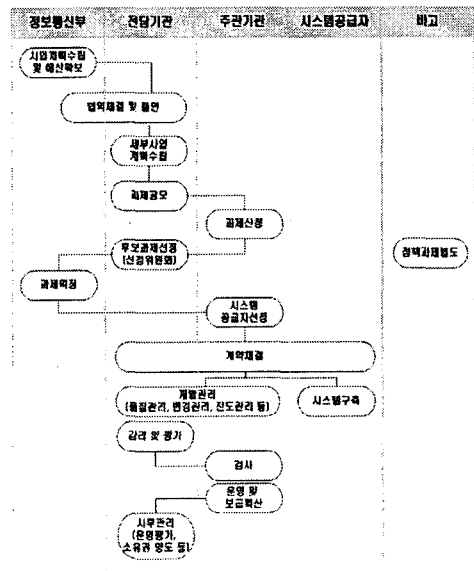 정보통신부 전담기관 주관기관 시스템공급자 비고
사업계획수립
및 예산확보
협약체결 및 출연
세부사업
계획수립
과제공모
과제신청
후보과제선정
(선정위원회)
정책과제별도
과제확정
시스템
공급자선정
계약체결
개발관리
(품질관리, 변경관리, 진도관리 등)
시스템구축
감리 및 평가
검사
운영 및
보급확산
사후관리
(운영평가,
소유권 양도 등)